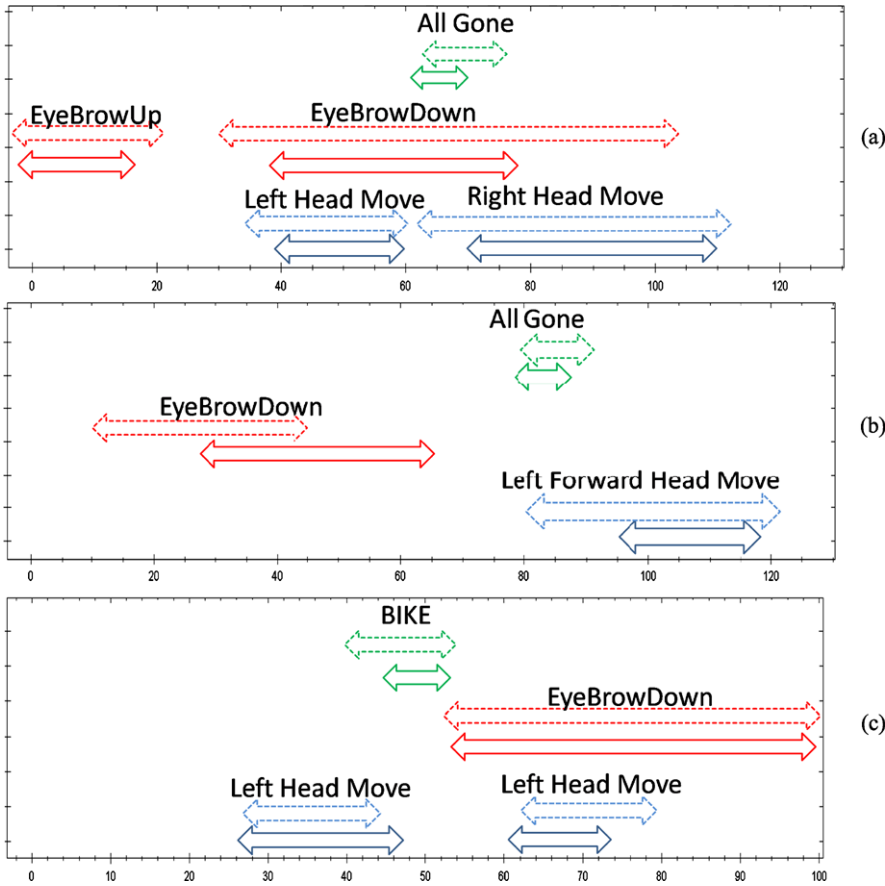 All Gone
EyeBrowUp
EyeBrowDown
(a)
Left Head Move
Right Head Move
0 20 40 60 80 100 120
All Gone
EyeBrowDown
(b)
Left Forward Head Move
0 20 40 60 80 100 120
BIKE
EyeBrowDown
(c)
Left Head Move
Left Head Move
0 10 20 30 40 50 60 70 80 90 100